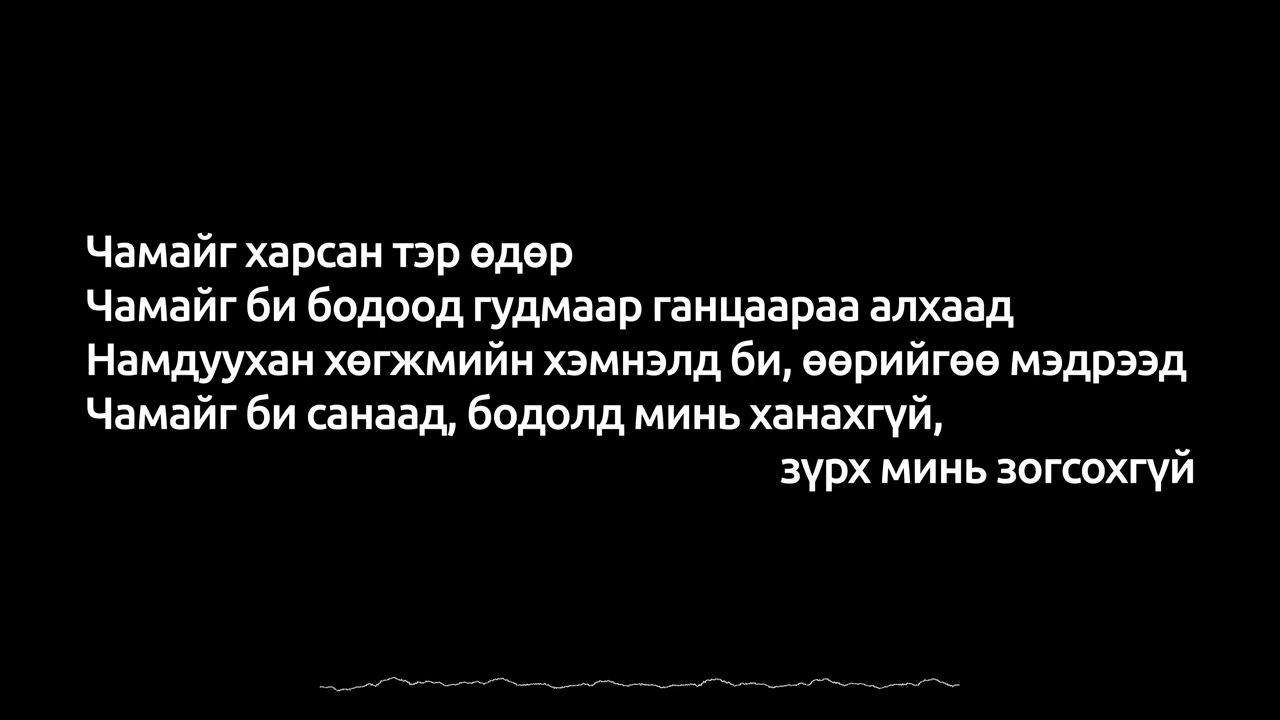 Чамайг харсан тэр өдөр
Чамайг би бодоод гудмаар ганцаараа алхаад
Намдуухан хөгжмийн хэмнэлд би, өөрийгөө мэдрээд
Чамайг би санаад, бодолд минь ханахгүй,
зүрх минь зогсохгүй